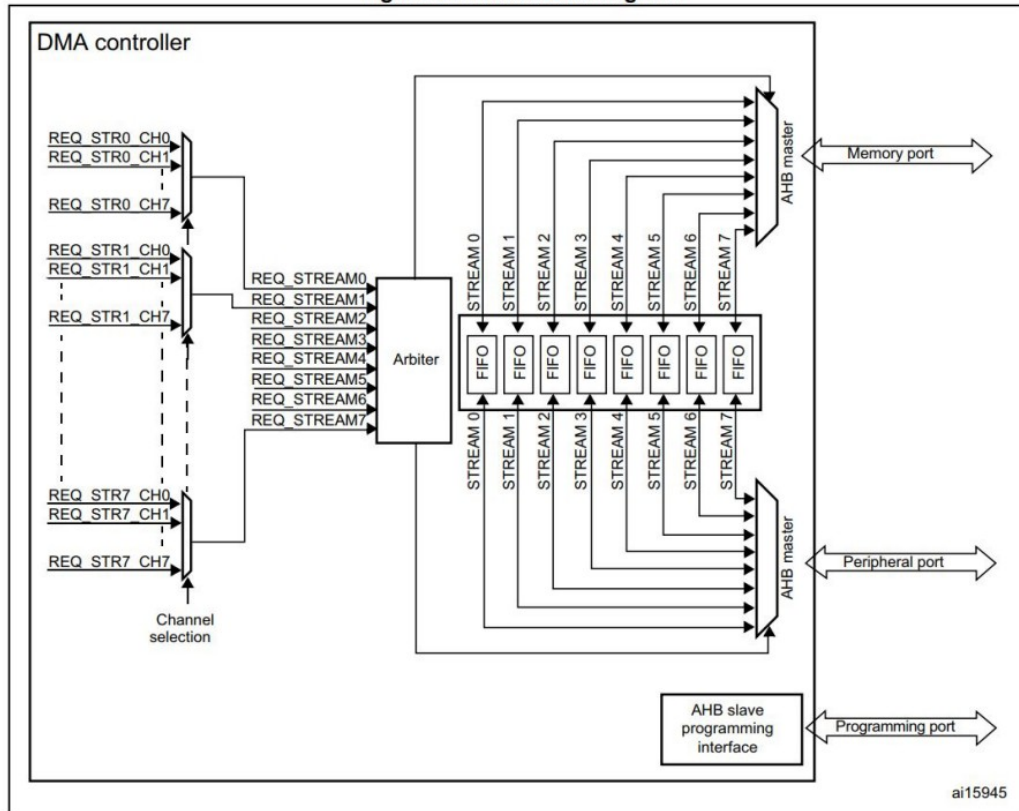 DMA controller
REQ_STR0_CH0
REQ_STR0_CH1
REQ_STR0_CH7
REQ_STR1_CH0
REQ_STR1_CH1
REQ_STR1_CH7
REQ_STR7_CH0
REQ_STR7_CH1
REQ_STR7_CH7
Channel
selection
REQ_STREAM0
REQ_STREAM1
REQ_STREAM2
REQ_STREAM3
REQ_STREAM4
REQ_STREAM5
REQ_STREAM6
REQ_STREAM7
Arbiter
STREAM 0
STREAM 1
STREAM 2
STREAM 3
STREAM 4
STREAM 5
STREAM 6
STREAM 7
FIFO
FIFO
FIFO
FIFO
FIFO
FIFO
FIFO
FIFO
STREAM 0
STREAM 1
STREAM 2
STREAM 3
STREAM 4
STREAM 5
STREAM 6
STREAM 7
AHB master
Memory port
AHB master
Peripheral port
AHB slave
programming
interface
Programming port
ai15945